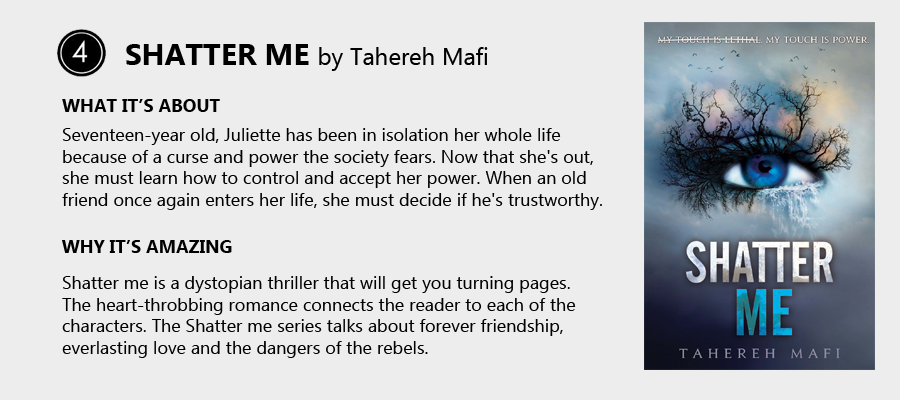 4 SHATTER ME by Tahereh Mafi
WHAT IT'S ABOUT
Seventeen-year old, Juliette has been in isolation her whole life
because of a curse and power the society fears. Now that she's out,
she must learn how to control and accept her power. When an old
friend once again enters her life, she must decide if he's trustworthy.
WHY IT'S AMAZING
Shatter me is a dystopian thriller that will get you turning pages.
The heart-throbbing romance connects the reader to each of the
characters. The Shatter me series talks about forever friendship,
everlasting love and the dangers of the rebels.
MY TOUCH IS LETHAL. MY TOUCH IS POWER
SHATTER
ME
TAHEREH MAFI